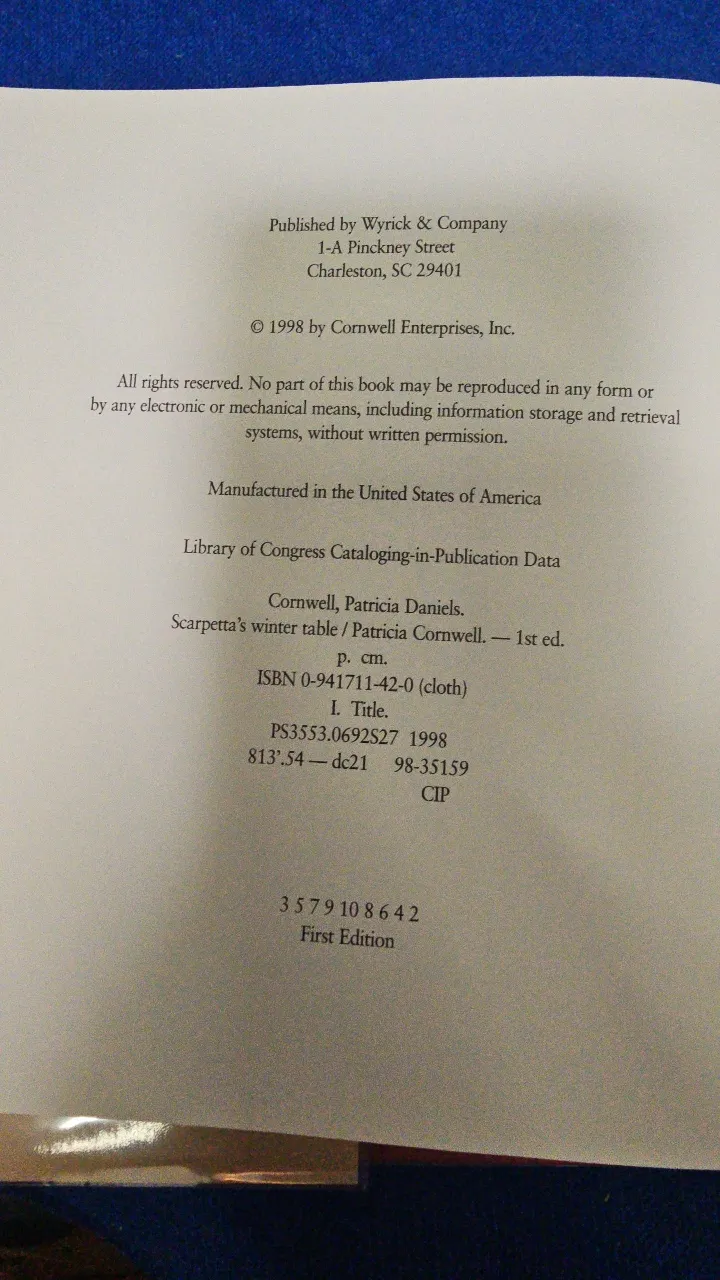 Published by Wyrick & Company
1-A Pinckney Street
Charleston, SC 29401
© 1998 by Cornwell Enterprises, Inc.
All rights reserved. No part of this book may be reproduced in any form or
by any electronic or mechanical means, including information storage and retrieval
systems, without written permission.
Manufactured in the United States of America
Library of Congress Cataloging-in-Publication Data
Cornwell, Patricia Daniels.
Scarpetta's winter table / Patricia Cornwell. — 1st ed.
p. cm.
ISBN 0-941711-42-0 (cloth)
I. Title.
PS3553.0692S27 1998
813'.54 — dc21 98-35159
CIP
3 5 7 9 10 8 6 4 2
First Edition